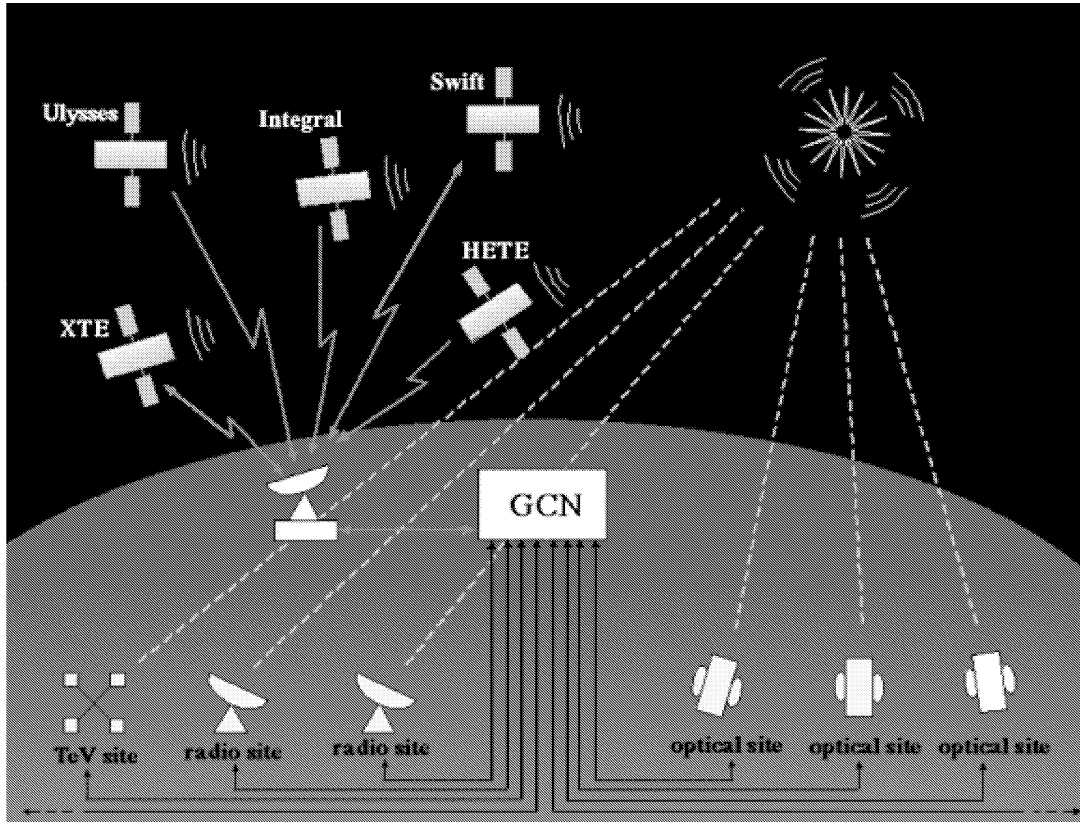 Swift
Ulysses
Integral
HETE
XTE
GCN
TeV site
radio site
radio site
optical site
optical site
optical site